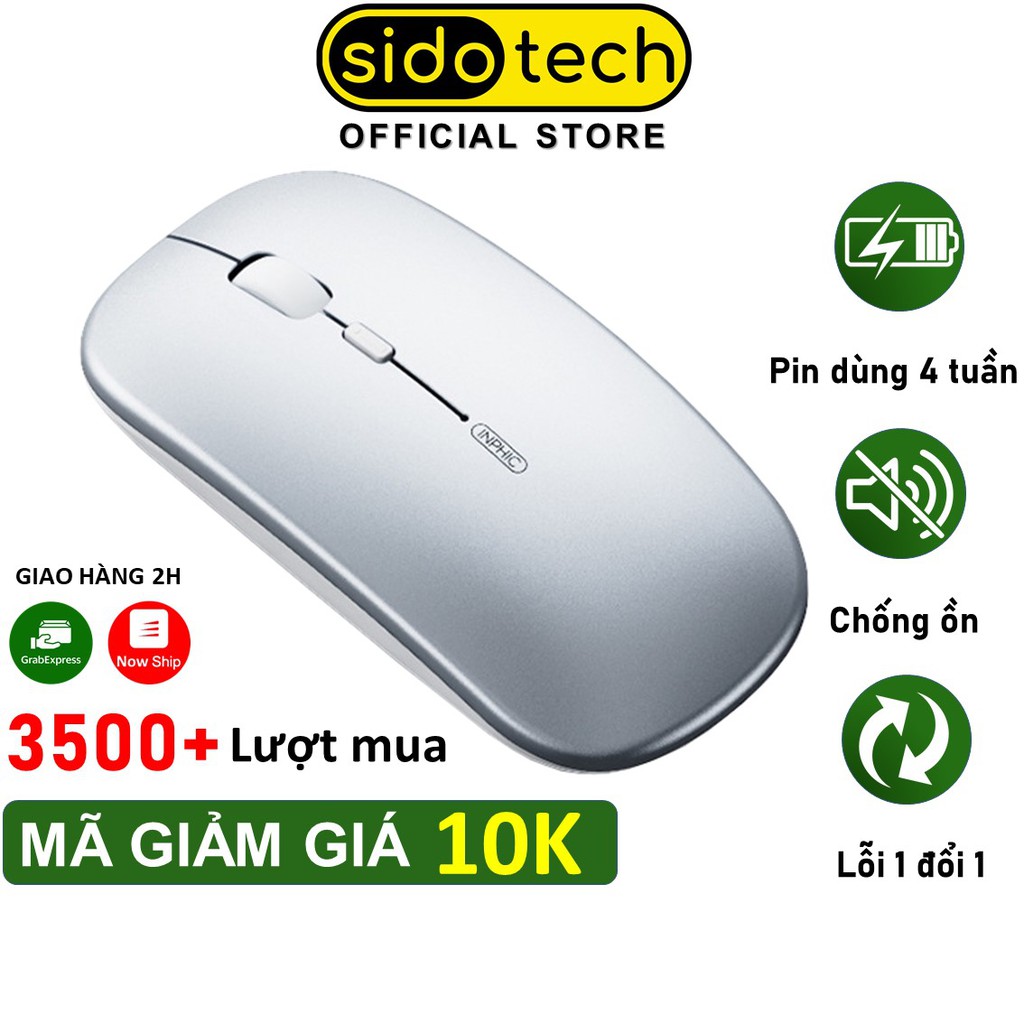 sidotech
OFFICIAL STORE
INPHIC
Pin dùng 4 tuần
Chống ồn
GIAO HÀNG 2H
GrabExpress
Now Ship
3500+ Lượt mua
MÃ GIẢM GIÁ 10K
Lỗi 1 đổi 1